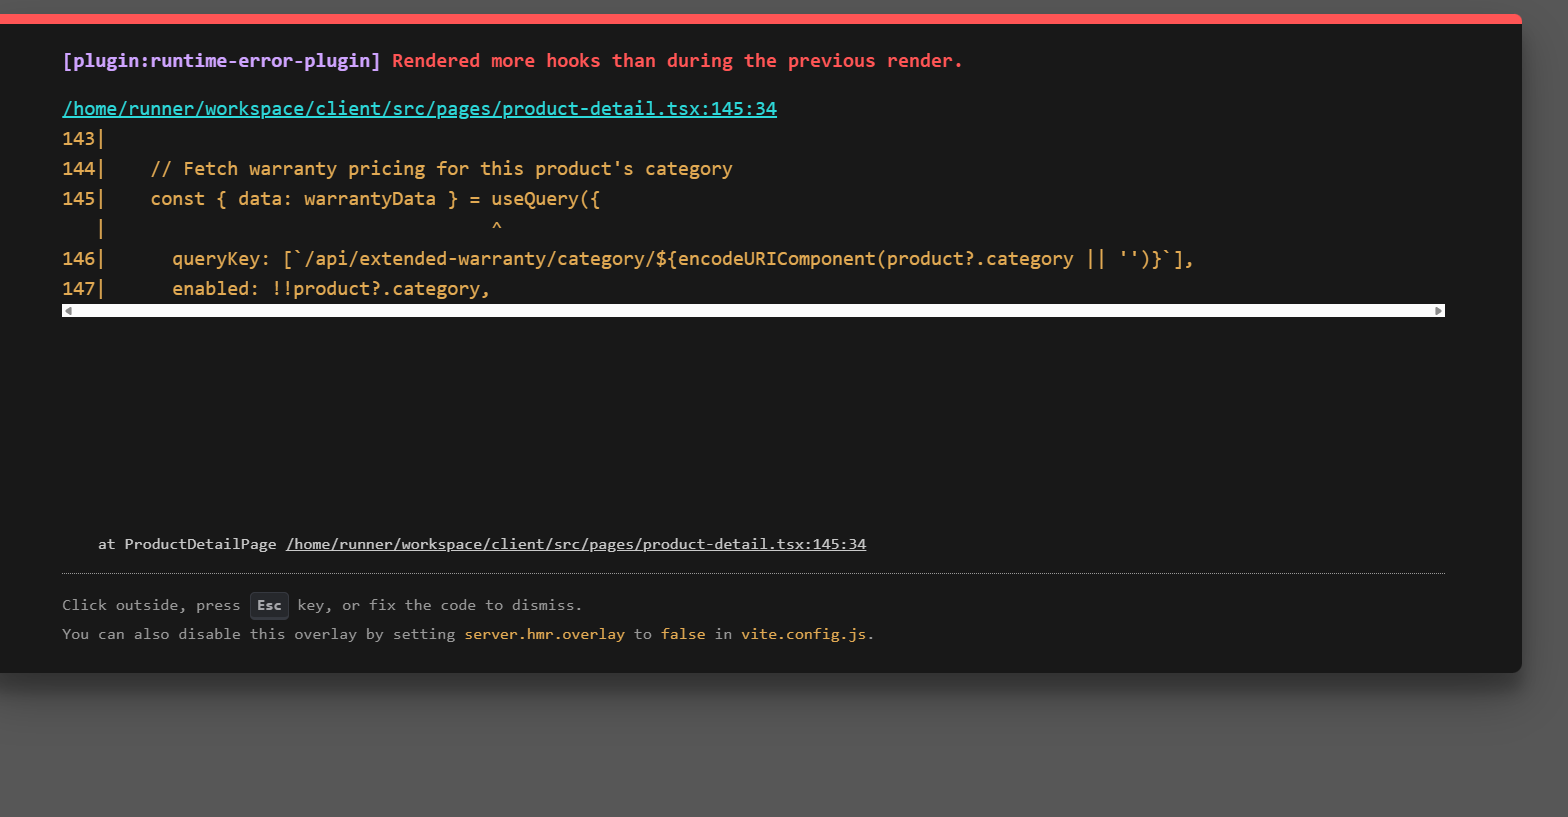 [plugin:runtime-error-plugin] Rendered more hooks than during the previous render.
/home/runner/workspace/client/src/pages/product-detail.tsx:145:34
143|
144|    // Fetch warranty pricing for this product's category
145|    const { data: warrantyData } = useQuery({
   |                                   ^
146|      queryKey: [`/api/extended-warranty/category/${encodeURIComponent(product?.category || '')}`],
147|      enabled: !!product?.category,
    at ProductDetailPage /home/runner/workspace/client/src/pages/product-detail.tsx:145:34
Click outside, press Esc key, or fix the code to dismiss.
You can also disable this overlay by setting server.hmr.overlay to false in vite.config.js.